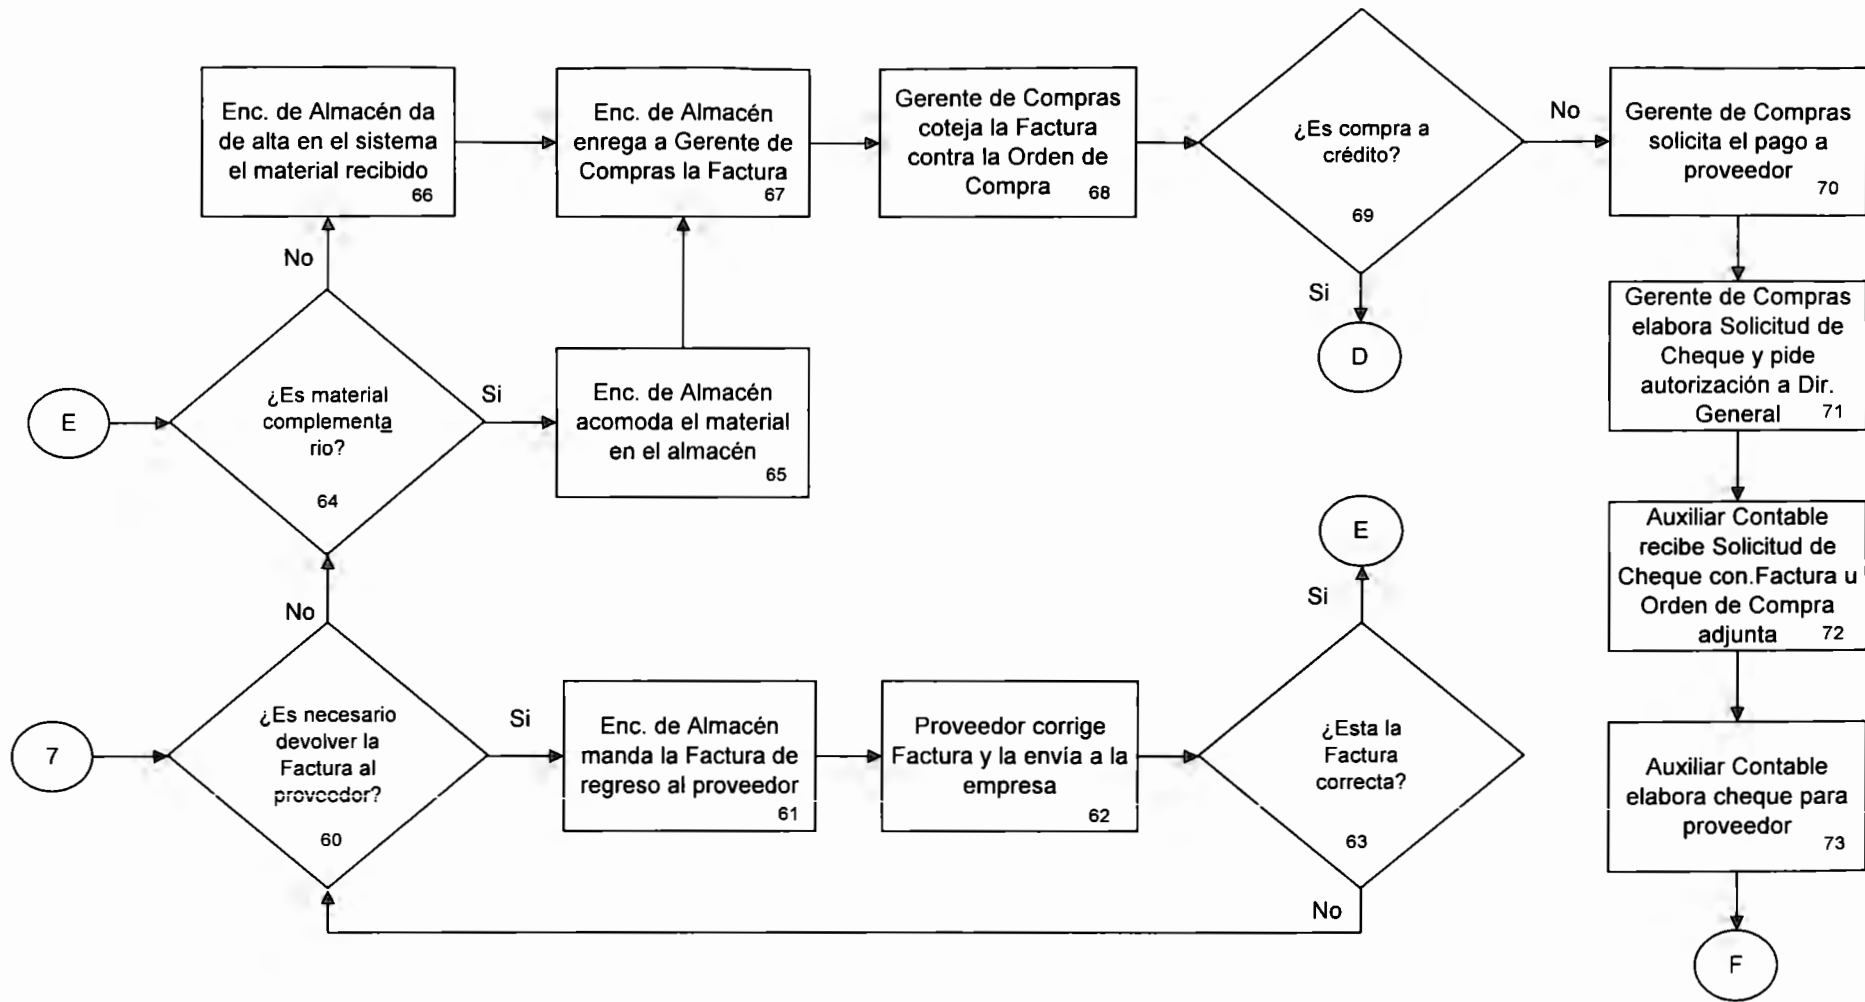 Enc. de Almacén da
de alta en el sistema
el material recibido
66
Enc. de Almacén
enrega a Gerente de
Compras la Factura
67
Gerente de Compras
coteja la Factura
contra la Orden de
Compra
68
¿Es compra a
crédito?
69
No
Gerente de Compras
solicita el pago a
proveedor
70
No
Si
D
Gerente de Compras
elabora Solicitud de
Cheque y pide
autorización a Dir.
General
71
E
¿Es material
complementa
rio?
64
Si
Enc. de Almacén
acomoda el material
en el almacén
65
E
Si
Auxiliar Contable
recibe Solicitud de
Cheque con.Factura u
Orden de Compra
adjunta
72
No
7
¿Es necesario
devolver la
Factura al
proveedor?
60
Si
Enc. de Almacén
manda la Factura de
regreso al proveedor
61
Proveedor corrige
Factura y la envía a la
empresa
62
¿Esta la
Factura
correcta?
63
No
Auxiliar Contable
elabora cheque para
proveedor
73
F